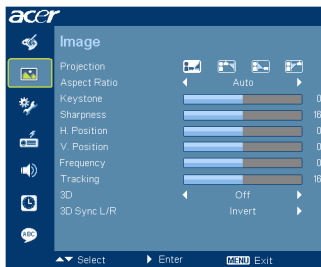 acer
Image
Projection
Aspect Ratio Auto
Keystone 0
Sharpness 16
H. Position 0
V. Position 0
Frequency 0
Tracking 16
3D Off
3D Sync L/R Invert
ABC
Select Enter MENU Exit